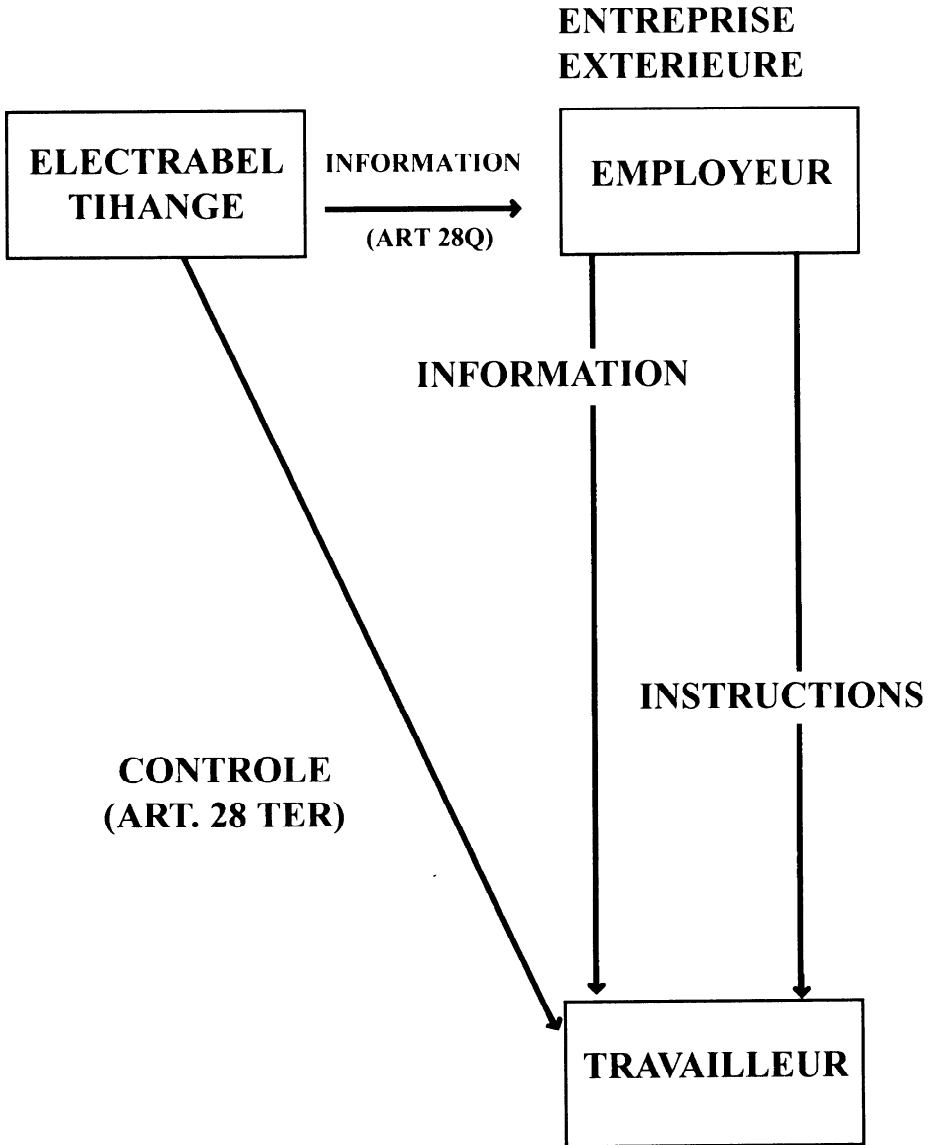 ENTREPRISE
EXTERIEURE
ELECTRABEL
TIHANGE
INFORMATION
(ART 28Q)
EMPLOYEUR
INFORMATION
INSTRUCTIONS
CONTROLE
(ART. 28 TER)
TRAVAILLEUR